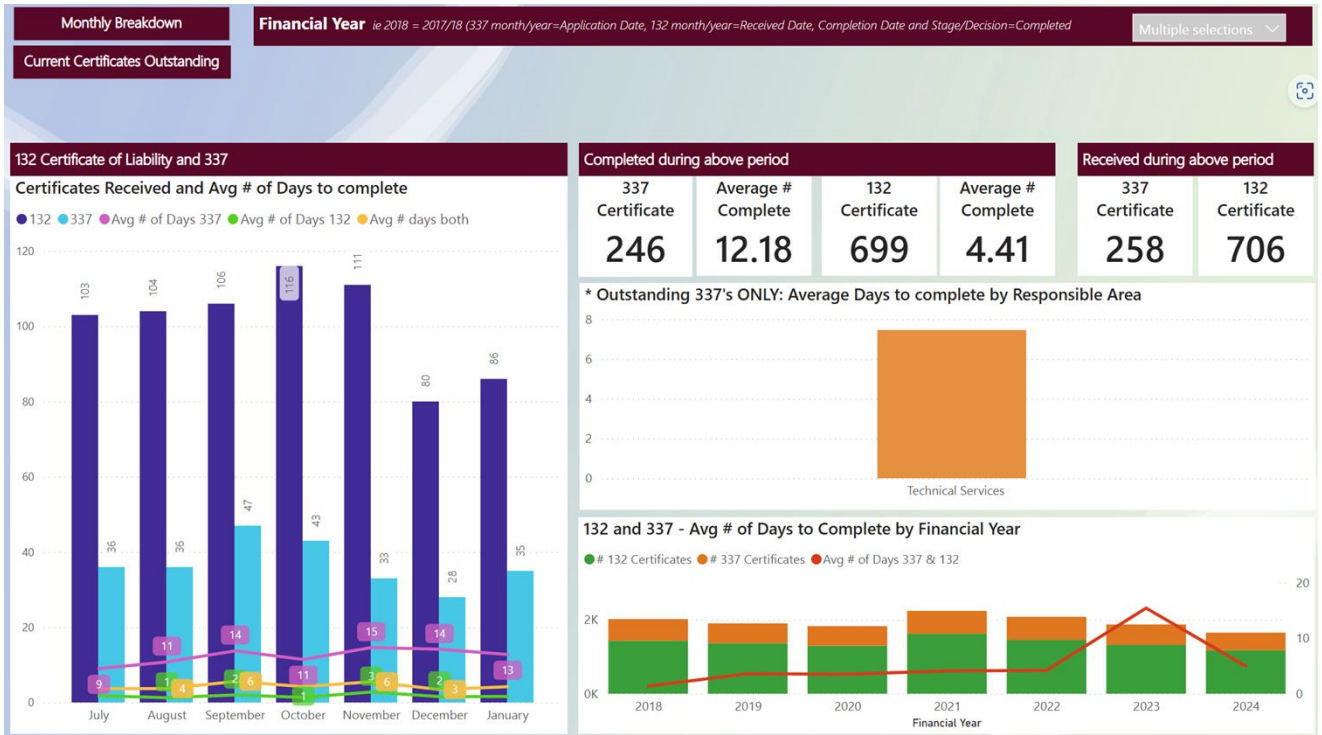 Monthly Breakdown
Financial Year ie 2018 = 2017/18 (337 month/year=Application Date, 132 month/year=Received Date, Completion Date and Stage/Decision=Completed
Multiple selections
Current Certificates Outstanding
132 Certificate of Liability and 337
Certificates Received and Avg # of Days to complete
132 337 Avg # of Days 337 Avg # of Days 132 Avg # days both
120
100
80
60
40
20
0
103
104
106
116
111
80
86
36
36
47
43
33
28
35
9
11
14
11
15
14
13
1
2
1
3
2
4
6
6
3
July August September October November December January
Completed during above period
337 Certificate
246
Average # Complete
12.18
132 Certificate
699
Average # Complete
4.41
Received during above period
337 Certificate
258
132 Certificate
706
* Outstanding 337's ONLY: Average Days to complete by Responsible Area
8
6
4
2
0
Technical Services
132 and 337 - Avg # of Days to Complete by Financial Year
# 132 Certificates # 337 Certificates Avg # of Days 337 & 132
2K
0K
20
10
0
2018 2019 2020 2021 2022 2023 2024
Financial Year